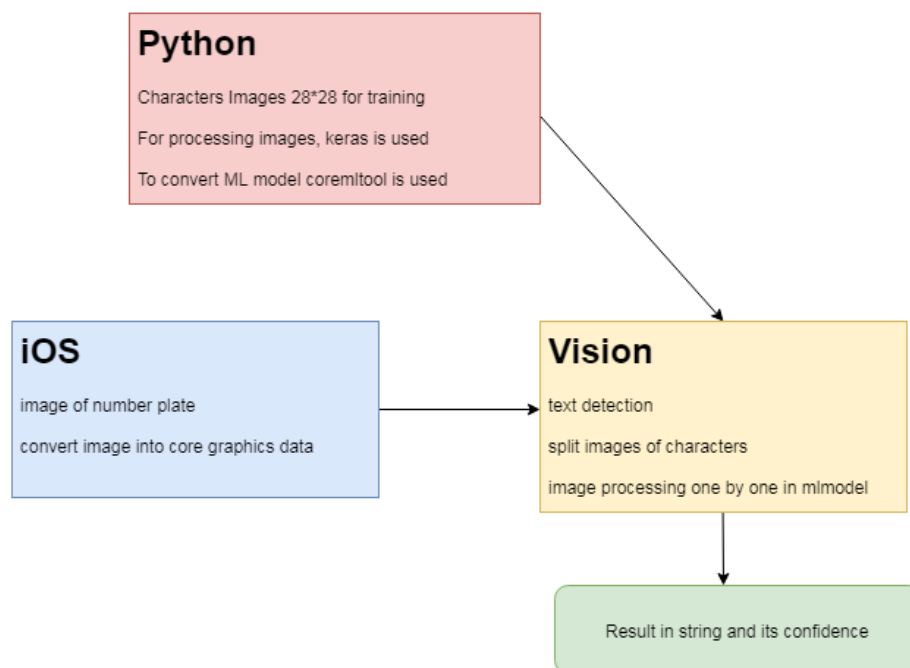 Python
Characters Images 28*28 for training
For processing images, keras is used
To convert ML model coremltool is used
iOS
image of number plate
convert image into core graphics data
Vision
text detection
split images of characters
image processing one by one in mlmodel
Result in string and its confidence